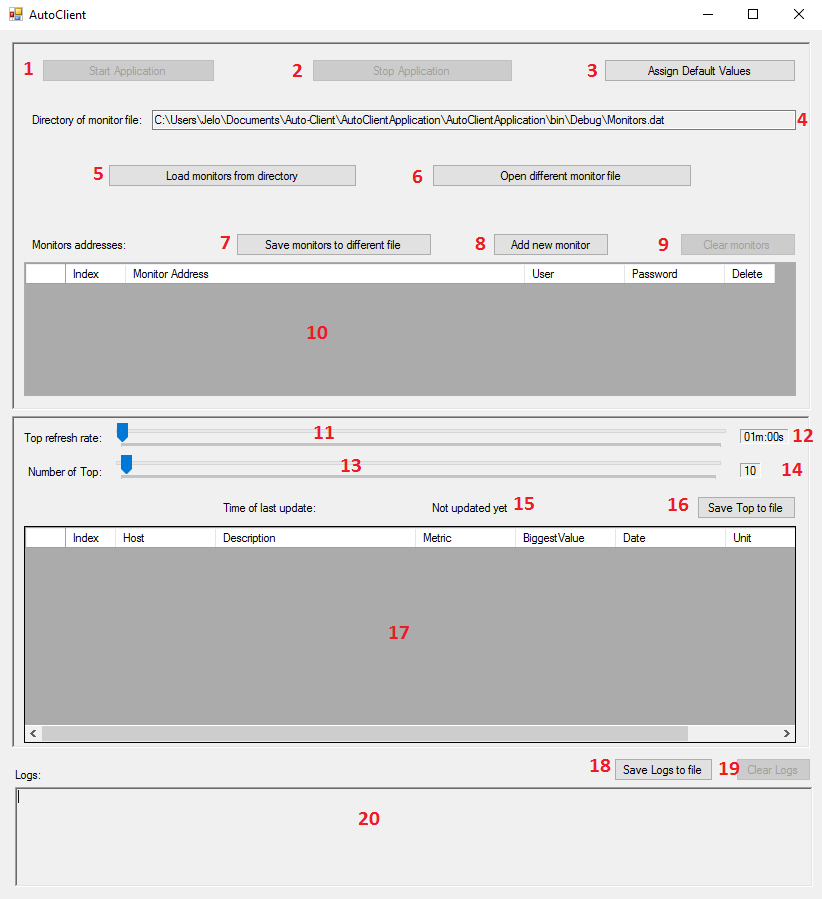 AutoClient
1 Start Application 2 Stop Application 3 Assign Default Values
Directory of monitor file: C:\Users\Jelo\Documents\Auto-Client\AutoClientApplication\AutoClientApplication\bin\Debug\Monitors.dat 4
5 Load monitors from directory 6 Open different monitor file
Monitors addresses: 7 Save monitors to different file 8 Add new monitor 9 Clear monitors
Index Monitor Address User Password Delete
10
Top refresh rate: 11 01m:00s 12
Number of Top: 13 10 14
Time of last update: Not updated yet 15 16 Save Top to file
Index Host Description Metric BiggestValue Date Unit
17
Logs: 18 Save Logs to file 19 Clear Logs
20